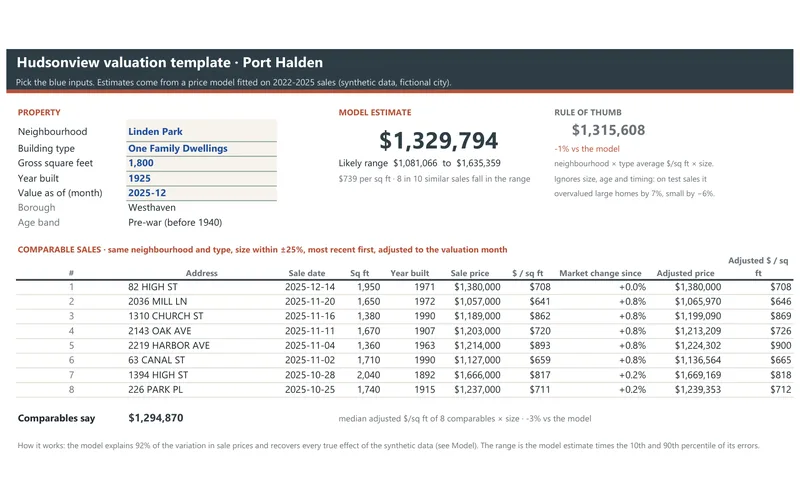 Hudsonview valuation template · Port Halden
Pick the blue inputs. Estimates come from a price model fitted on 2022-2025 sales (synthetic data, fictional city).
PROPERTY
Neighbourhood Linden Park
Building type One Family Dwellings
Gross square feet 1,800
Year built 1925
Value as of (month) 2025-12
Borough Westhaven
Age band Pre-war (before 1940)
MODEL ESTIMATE
$1,329,794
Likely range $1,081,066 to $1,635,359
$739 per sq ft · 8 in 10 similar sales fall in the range
RULE OF THUMB
$1,315,608
-1% vs the model
neighbourhood × type average $/sq ft × size.
Ignores size, age and timing: on test sales it
overvalued large homes by 7%, small by −6%.
COMPARABLE SALES · same neighbourhood and type, size within ±25%, most recent first, adjusted to the valuation month
# Address Sale date Sq ft Year built Sale price $ / sq ft Market change since Adjusted price Adjusted $ / sq ft
1 82 HIGH ST 2025-12-14 1,950 1971 $1,380,000 $708 +0.0% $1,380,000 $708
2 2036 MILL LN 2025-11-20 1,650 1972 $1,057,000 $641 +0.8% $1,065,970 $646
3 1310 CHURCH ST 2025-11-16 1,380 1990 $1,189,000 $862 +0.8% $1,199,090 $869
4 2143 OAK AVE 2025-11-11 1,670 1907 $1,203,000 $720 +0.8% $1,213,209 $726
5 2219 HARBOR AVE 2025-11-04 1,360 1963 $1,214,000 $893 +0.8% $1,224,302 $900
6 63 CANAL ST 2025-11-02 1,710 1990 $1,127,000 $659 +0.8% $1,136,564 $665
7 1394 HIGH ST 2025-10-28 2,040 1892 $1,666,000 $817 +0.2% $1,669,169 $818
8 226 PARK PL 2025-10-25 1,740 1915 $1,237,000 $711 +0.2% $1,239,353 $712
Comparables say $1,294,870 median adjusted $/sq ft of 8 comparables × size · -3% vs the model
How it works: the model explains 92% of the variation in sale prices and recovers every true effect of the synthetic data (see Model). The range is the model estimate times the 10th and 90th percentile of its errors.